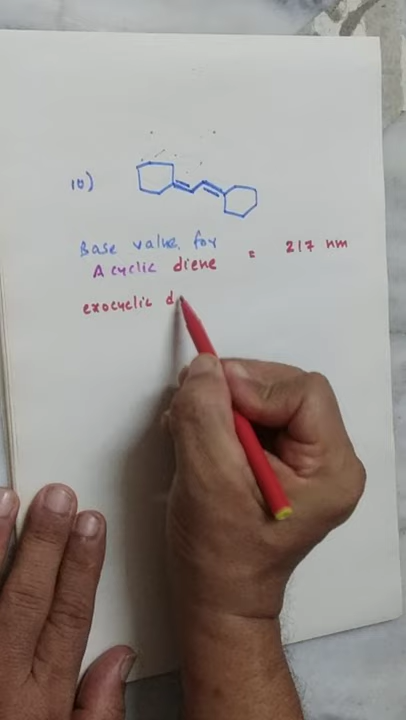 10)
Base value for
Acyclic diene = 217 nm
exocyclic d